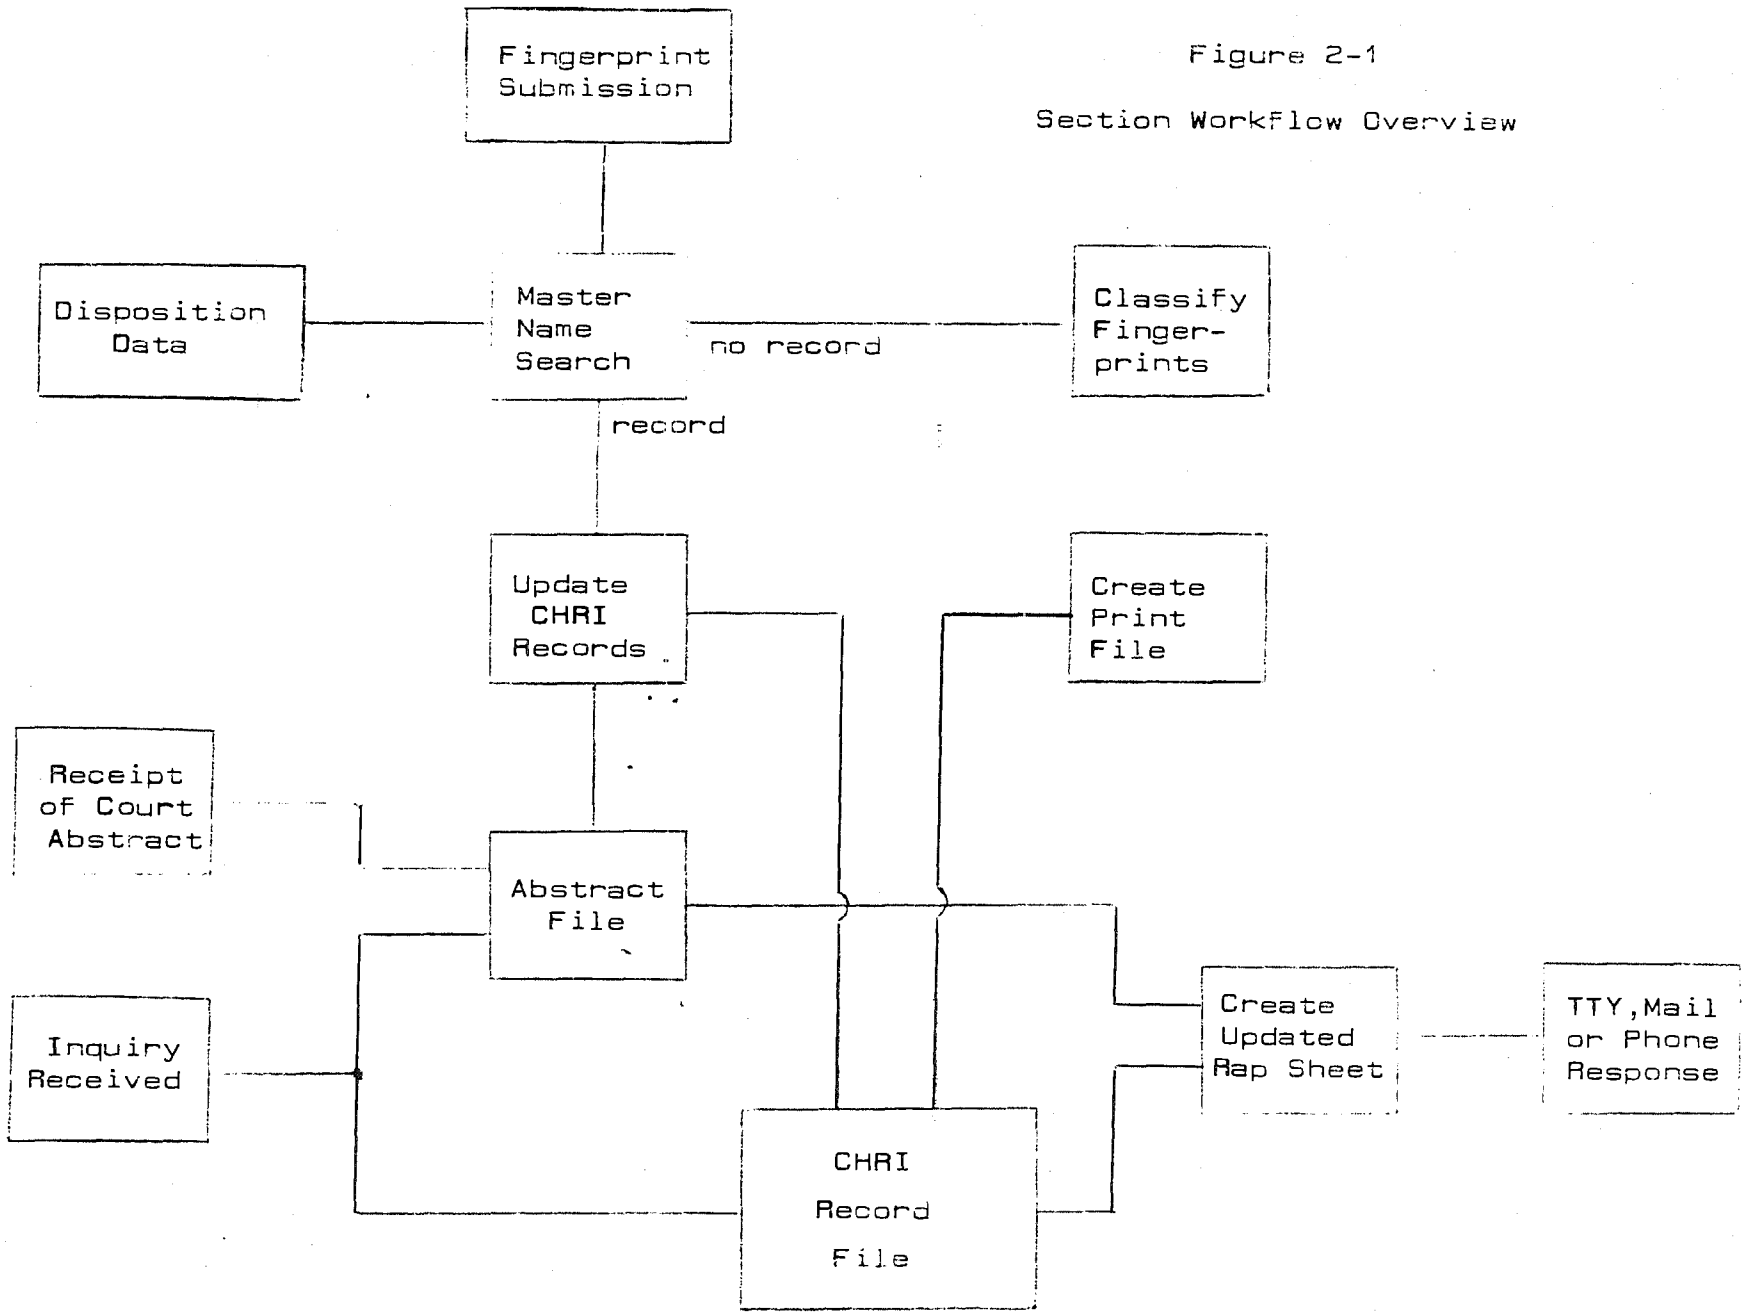 Fingerprint
Submission
Figure 2-1
Section Workflow Overview
Disposition
Data
Master
Name
Search
no record
Classify
Finger-
prints
record
Update
CHRI
Records
Create
Print
File
Receipt
of Court
Abstract
Abstract
File
Inquiry
Received
Create
Updated
Rap Sheet
TTY, Mail
or Phone
Response
CHRI
Record
File